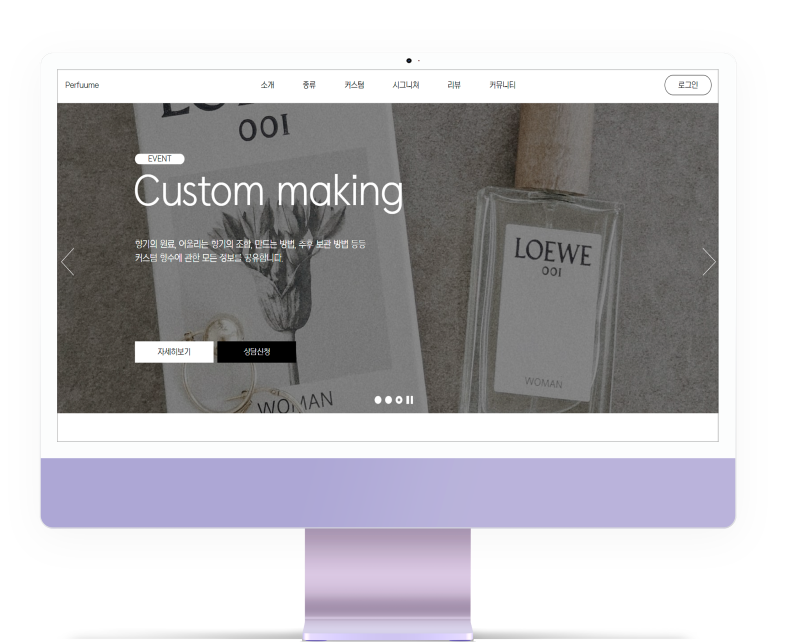 Perfuume
소개 종류 커스텀 시그니처 리뷰 커뮤니티
로그인
001
EVENT
Custom making
향기의 원료, 어울리는 향기의 조합, 만드는 방법, 추후 보관 방법 등등
커스텀 향수에 관한 모든 정보를 공유합니다.
자세히보기 상담신청
WOMAN
LOEWE
001
WOMAN